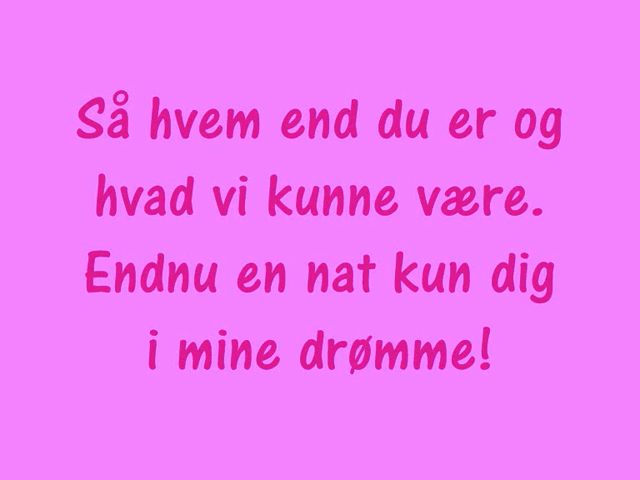 Så hvem end du er og
hvad vi kunne være.
Endnu en nat kun dig
i mine drømme!